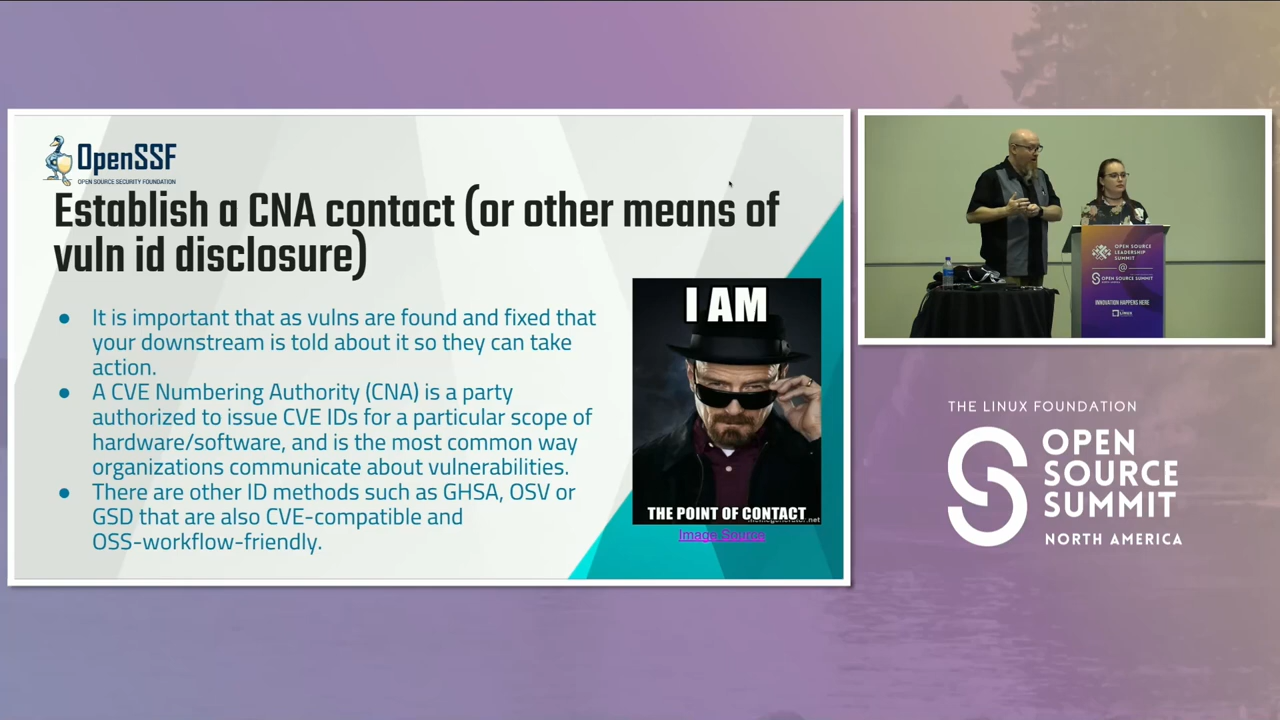 OpenSSF
OPEN SOURCE SECURITY FOUNDATION
Establish a CNA contact (or other means of
vuln id disclosure)
● It is important that as vulns are found and fixed that
your downstream is told about it so they can take
action.
● A CVE Numbering Authority (CNA) is a party
authorized to issue CVE IDs for a particular scope of
hardware/software, and is the most common way
organizations communicate about vulnerabilities.
● There are other ID methods such as GHSA, OSV or
GSD that are also CVE-compatible and
OSS-workflow-friendly.
I AM
THE POINT OF CONTACT
Image Source
OPEN SOURCE
LEADERSHIP
SUMMIT
@
OPEN SOURCE SUMMIT
INNOVATION HAPPENS HERE
THE LINUX FOUNDATION
OPEN
SOURCE
SUMMIT
NORTH AMERICA